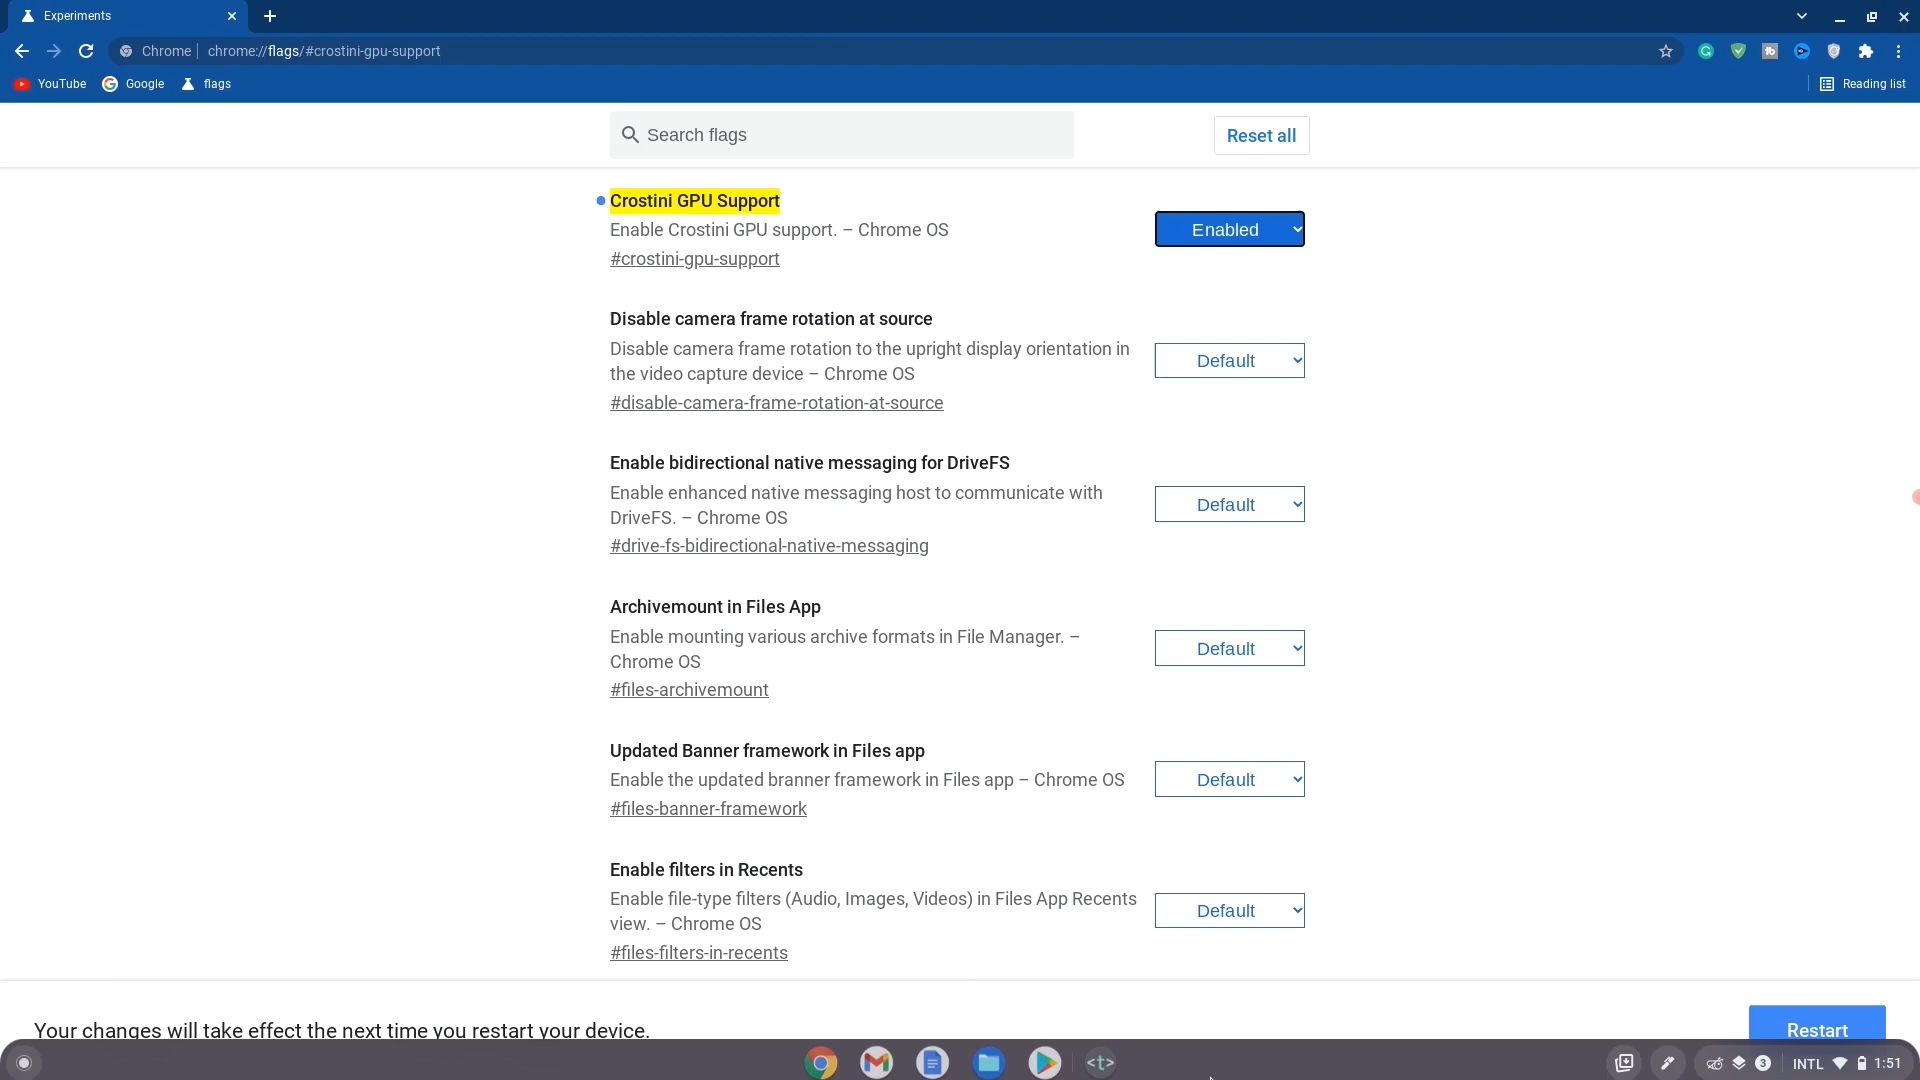 Experiments
Chrome | chrome://flags/#crostini-gpu-support
YouTube Google flags Reading list
Search flags Reset all
Crostini GPU Support
Enable Crostini GPU support. – Chrome OS
Enabled
#crostini-gpu-support
Disable camera frame rotation at source
Disable camera frame rotation to the upright display orientation in
the video capture device – Chrome OS
Default
#disable-camera-frame-rotation-at-source
Enable bidirectional native messaging for DriveFS
Enable enhanced native messaging host to communicate with
DriveFS. – Chrome OS
Default
#drive-fs-bidirectional-native-messaging
Archivemount in Files App
Enable mounting various archive formats in File Manager. –
Chrome OS
Default
#files-archivemount
Updated Banner framework in Files app
Enable the updated branner framework in Files app – Chrome OS
Default
#files-banner-framework
Enable filters in Recents
Enable file-type filters (Audio, Images, Videos) in Files App Recents
view. – Chrome OS
Default
#files-filters-in-recents
Your changes will take effect the next time you restart your device.
Restart
<t> 3 INTL 1:51